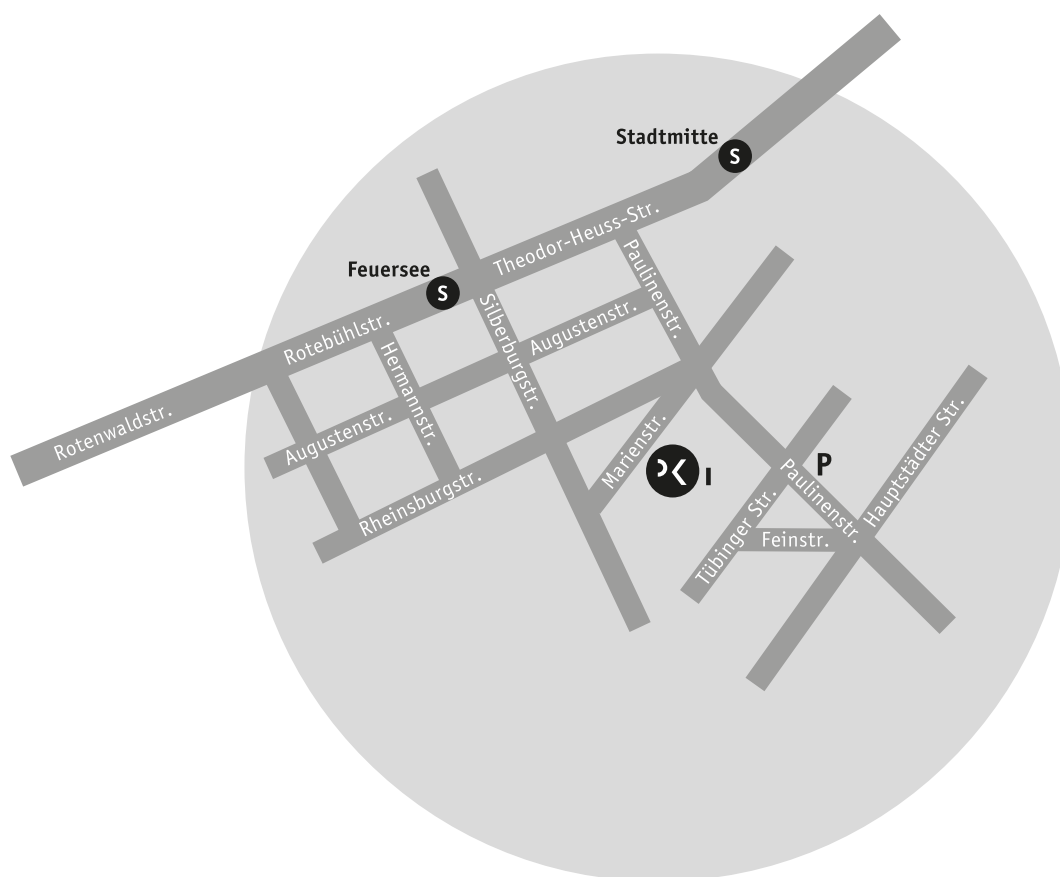 Stadtmitte
S
Theodor-Heuss-Str.
Feuersee
S
Paulinenstr.
Silberburgstr.
Augustenstr.
Rotebühlstr.
Hermannstr.
Rotenwaldstr.
Augustenstr.
Marienstr.
Hauptstädter Str.
P
Paulinenstr.
Rheinsburgstr.
Tübinger Str.
Feinstr.